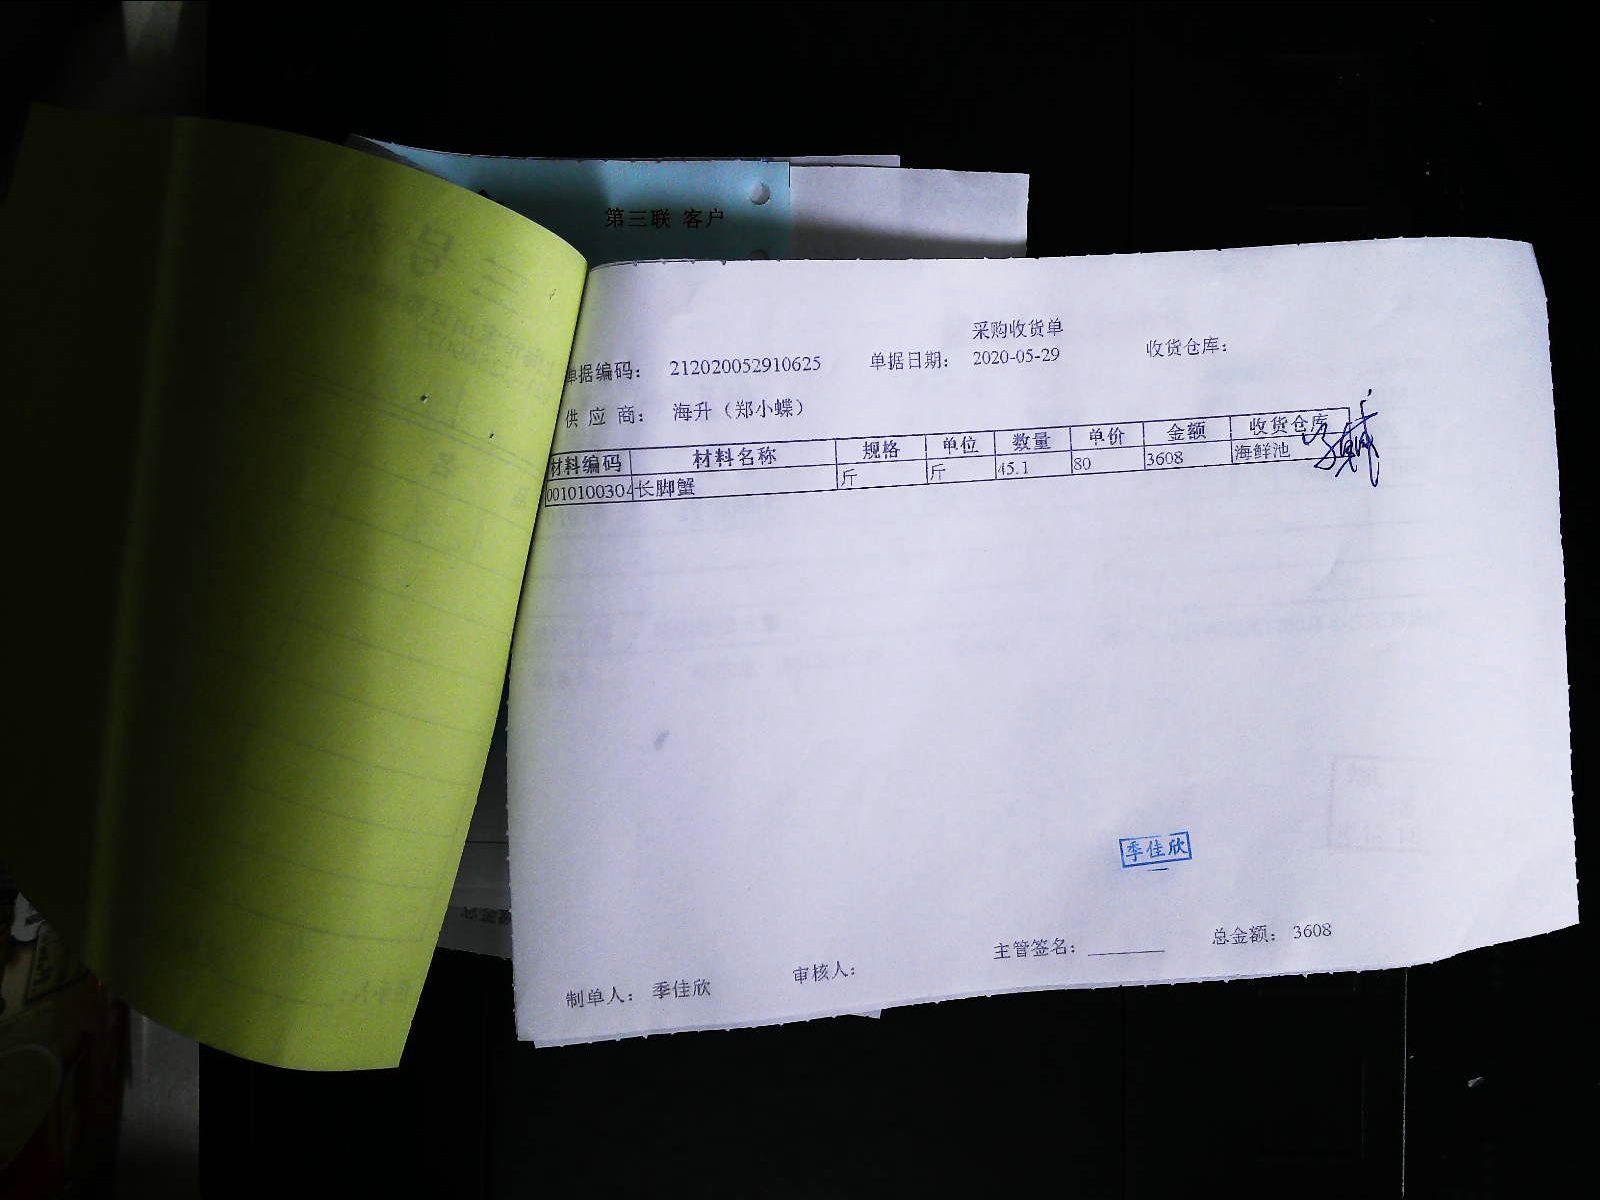 第三联 客户
采购收货单
单据编码： 212020052910625 单据日期： 2020-05-29 收货仓库：
供 应 商： 海升（郑小蝶）
材料编码 材料名称 规格 单位 数量 单价 金额 收货仓库
0010100304 长脚蟹 斤 斤 45.1 80 3608 海鲜池
季佳欣
制单人： 季佳欣 审核人： 主管签名： ______ 总金额： 3608